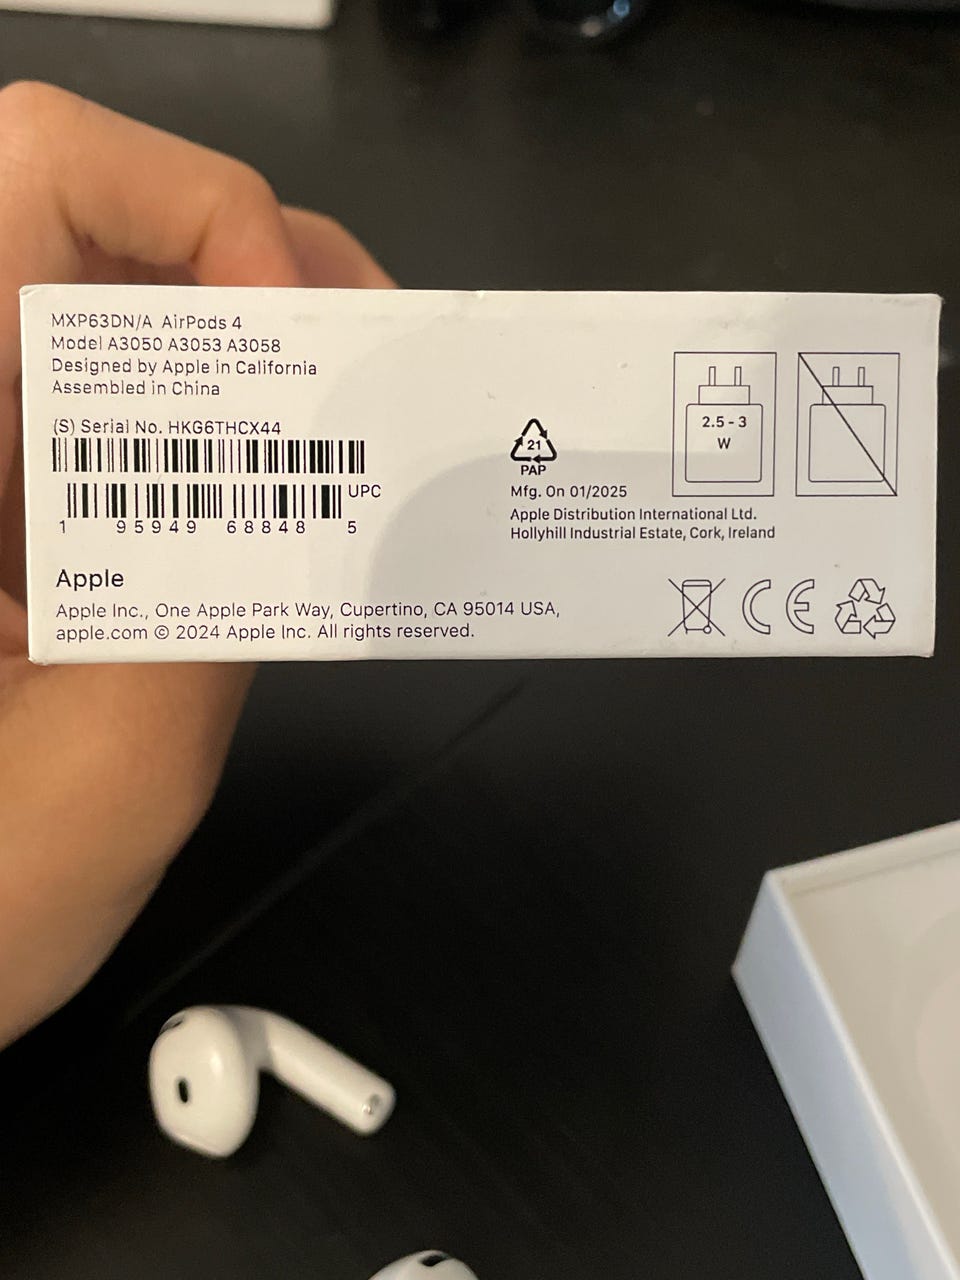 MXP63DN/A AirPods 4
Model A3050 A3053 A3058
Designed by Apple in California
Assembled in China
(S) Serial No. HKG6THCX44
UPC
1 95949 68848 5
Apple
Apple Inc., One Apple Park Way, Cupertino, CA 95014 USA,
apple.com © 2024 Apple Inc. All rights reserved.
21
PAP
Mfg. On 01/2025
Apple Distribution International Ltd.
Hollyhill Industrial Estate, Cork, Ireland
2.5 - 3
W
CE